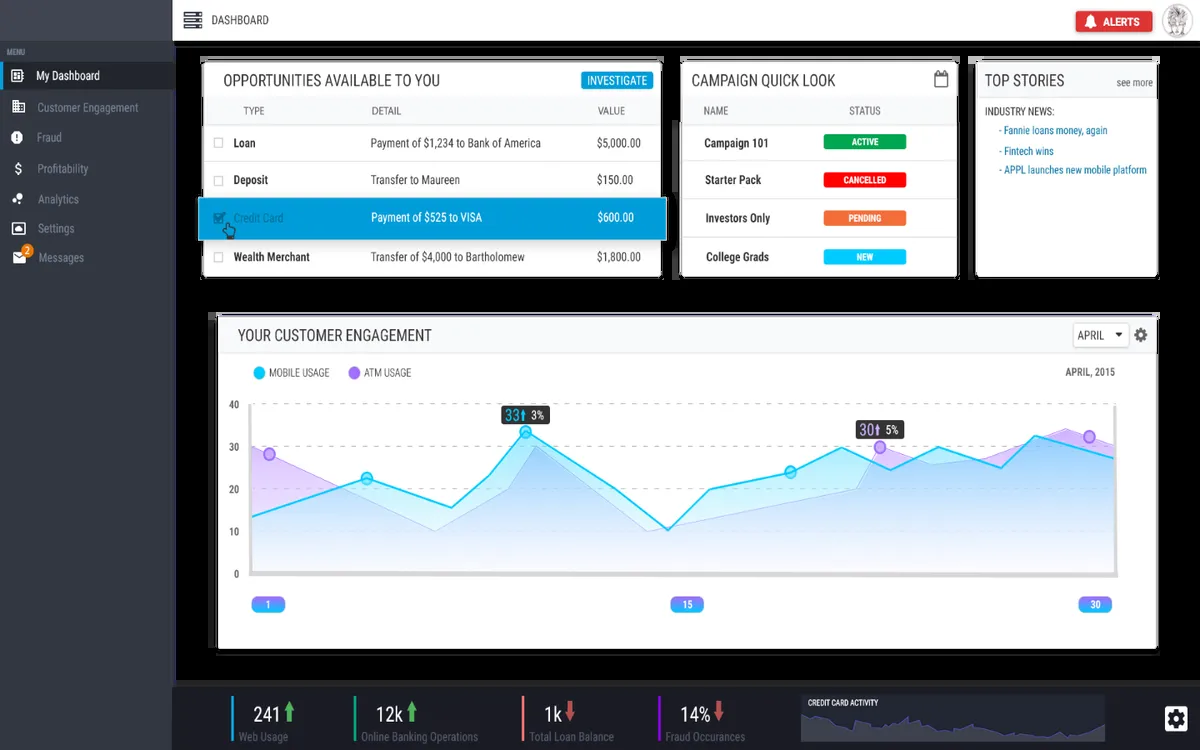 DASHBOARD
ALERTS
MENU
My Dashboard
Customer Engagement
Fraud
Profitability
Analytics
Settings
2
Messages
OPPORTUNITIES AVAILABLE TO YOU
INVESTIGATE
TYPE DETAIL VALUE
Loan Payment of $1,234 to Bank of America $5,000.00
Deposit Transfer to Maureen $150.00
Credit Card Payment of $525 to VISA $600.00
Wealth Merchant Transfer of $4,000 to Bartholomew $1,800.00
CAMPAIGN QUICK LOOK
NAME STATUS
Campaign 101 ACTIVE
Starter Pack CANCELLED
Investors Only PENDING
College Grads NEW
TOP STORIES see more
INDUSTRY NEWS:
- Fannie loans money, again
- Fintech wins
- APPL launches new mobile platform
YOUR CUSTOMER ENGAGEMENT
APRIL
MOBILE USAGE ATM USAGE
APRIL, 2015
40
33 3%
30 5%
30
20
10
0
1 15 30
241
Web Usage
12k
Online Banking Operations
1k
Total Loan Balance
14%
Fraud Occurances
CREDIT CARD ACTIVITY